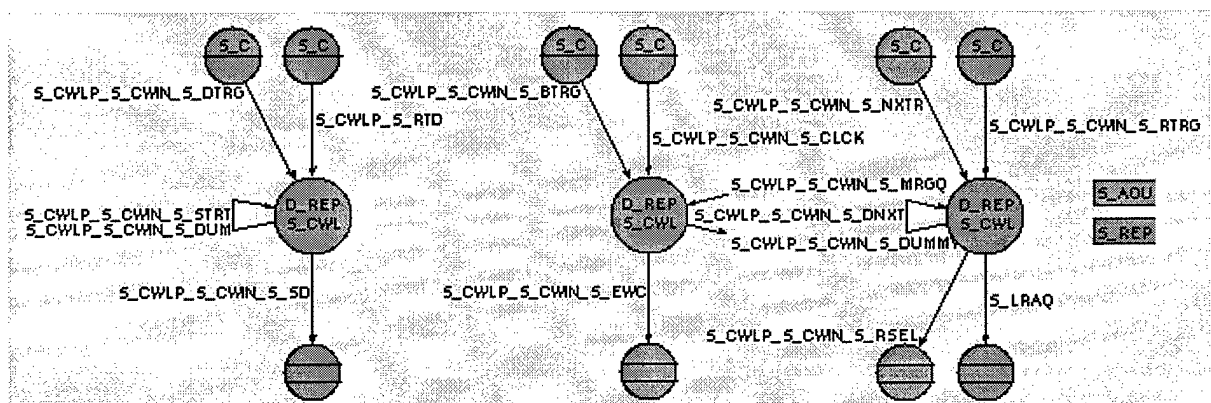 S_C S_C S_C S_C S_C S_C
S_CWLP_S_CWIN_S_DTRG
S_CWLP_S_RTD
S_CWLP_S_CWIN_S_BTRG
S_CWLP_S_CWIN_S_CLCK
S_CWLP_S_CWIN_S_NXTR
S_CWLP_S_CWIN_S_RTRG
S_CWLP_S_CWIN_S_STRT
S_CWLP_S_CWIN_S_DUM
D_REP
S_CWL
D_REP
S_CWL
S_CWLP_S_CWIN_S_MRGQ
S_CWLP_S_CWIN_S_DNXT
S_CWLP_S_CWIN_S_DUMMY
D_REP
S_CWL
S_AOU
S_REP
S_CWLP_S_CWIN_S_SD
S_CWLP_S_CWIN_S_EWC
S_CWLP_S_CWIN_S_RSEL
S_LRAQ